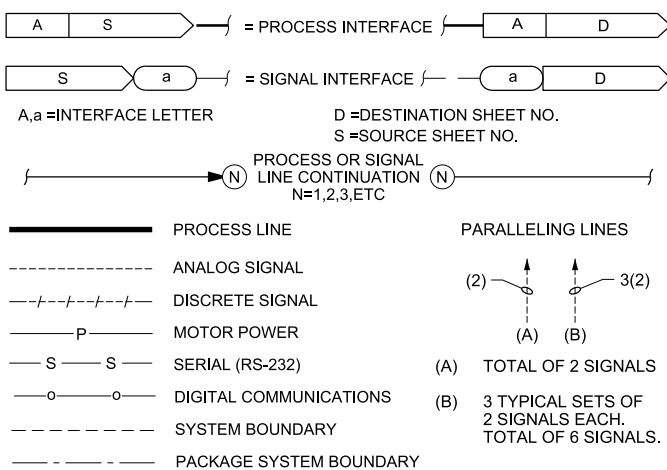 A S = PROCESS INTERFACE A D
S a = SIGNAL INTERFACE a D
A,a =INTERFACE LETTER
D =DESTINATION SHEET NO.
S =SOURCE SHEET NO.
N PROCESS OR SIGNAL N
LINE CONTINUATION
N=1,2,3,ETC
PROCESS LINE
ANALOG SIGNAL
DISCRETE SIGNAL
P MOTOR POWER
S S SERIAL (RS-232)
o o DIGITAL COMMUNICATIONS
SYSTEM BOUNDARY
PACKAGE SYSTEM BOUNDARY
PARALLELING LINES
(2) 3(2)
(A) (B)
(A) TOTAL OF 2 SIGNALS
(B) 3 TYPICAL SETS OF
2 SIGNALS EACH.
TOTAL OF 6 SIGNALS.